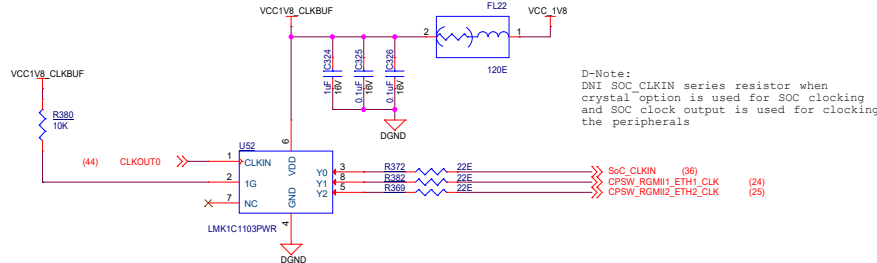 VCC1V8_CLKBUF
FL22
VCC_1V8
2
1
120E
VCC1V8_CLKBUF
C324
1uF
16V
C325
0.1uF
16V
C326
0.1uF
16V
D-Note:
DNI SOC_CLKIN series resistor when
crystal option is used for SOC clocking
and SOC clock output is used for clocking
the peripherals
R380
10K
DGND
U52
6
VDD
(44) CLKOUT0
1
CLKIN
Y0
3
R372
22E
SoC_CLKIN (36)
2
1G
Y1
8
R382
22E
CPSW_RGMII1_ETH1_CLK (24)
Y2
5
R369
22E
CPSW_RGMII2_ETH2_CLK (25)
7
NC
GND
4
LMK1C1103PWR
DGND